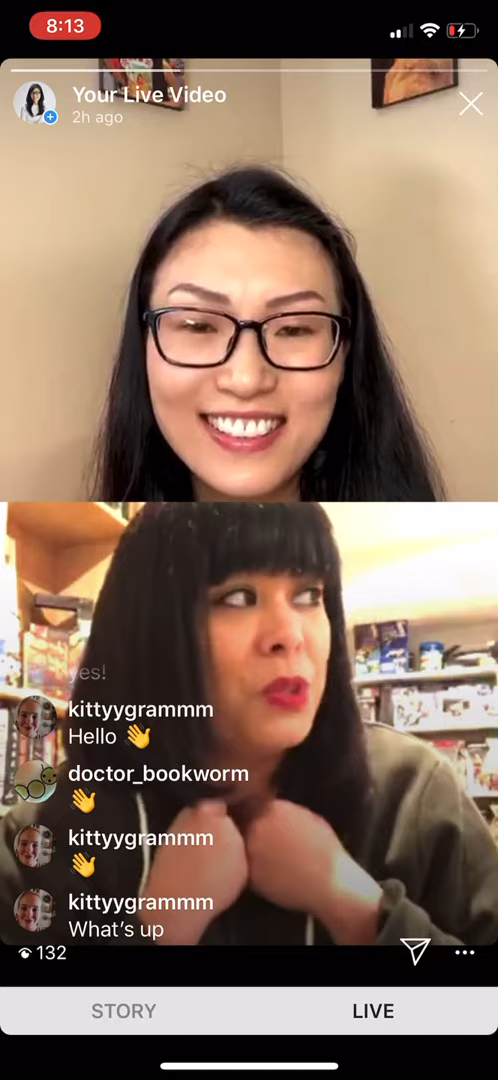 8:13
Your Live Video
2h ago
yes!
kittyygrammm
Hello 👋
doctor_bookworm
👋
kittyygrammm
👋
kittyygrammm
What's up
132
STORY
LIVE